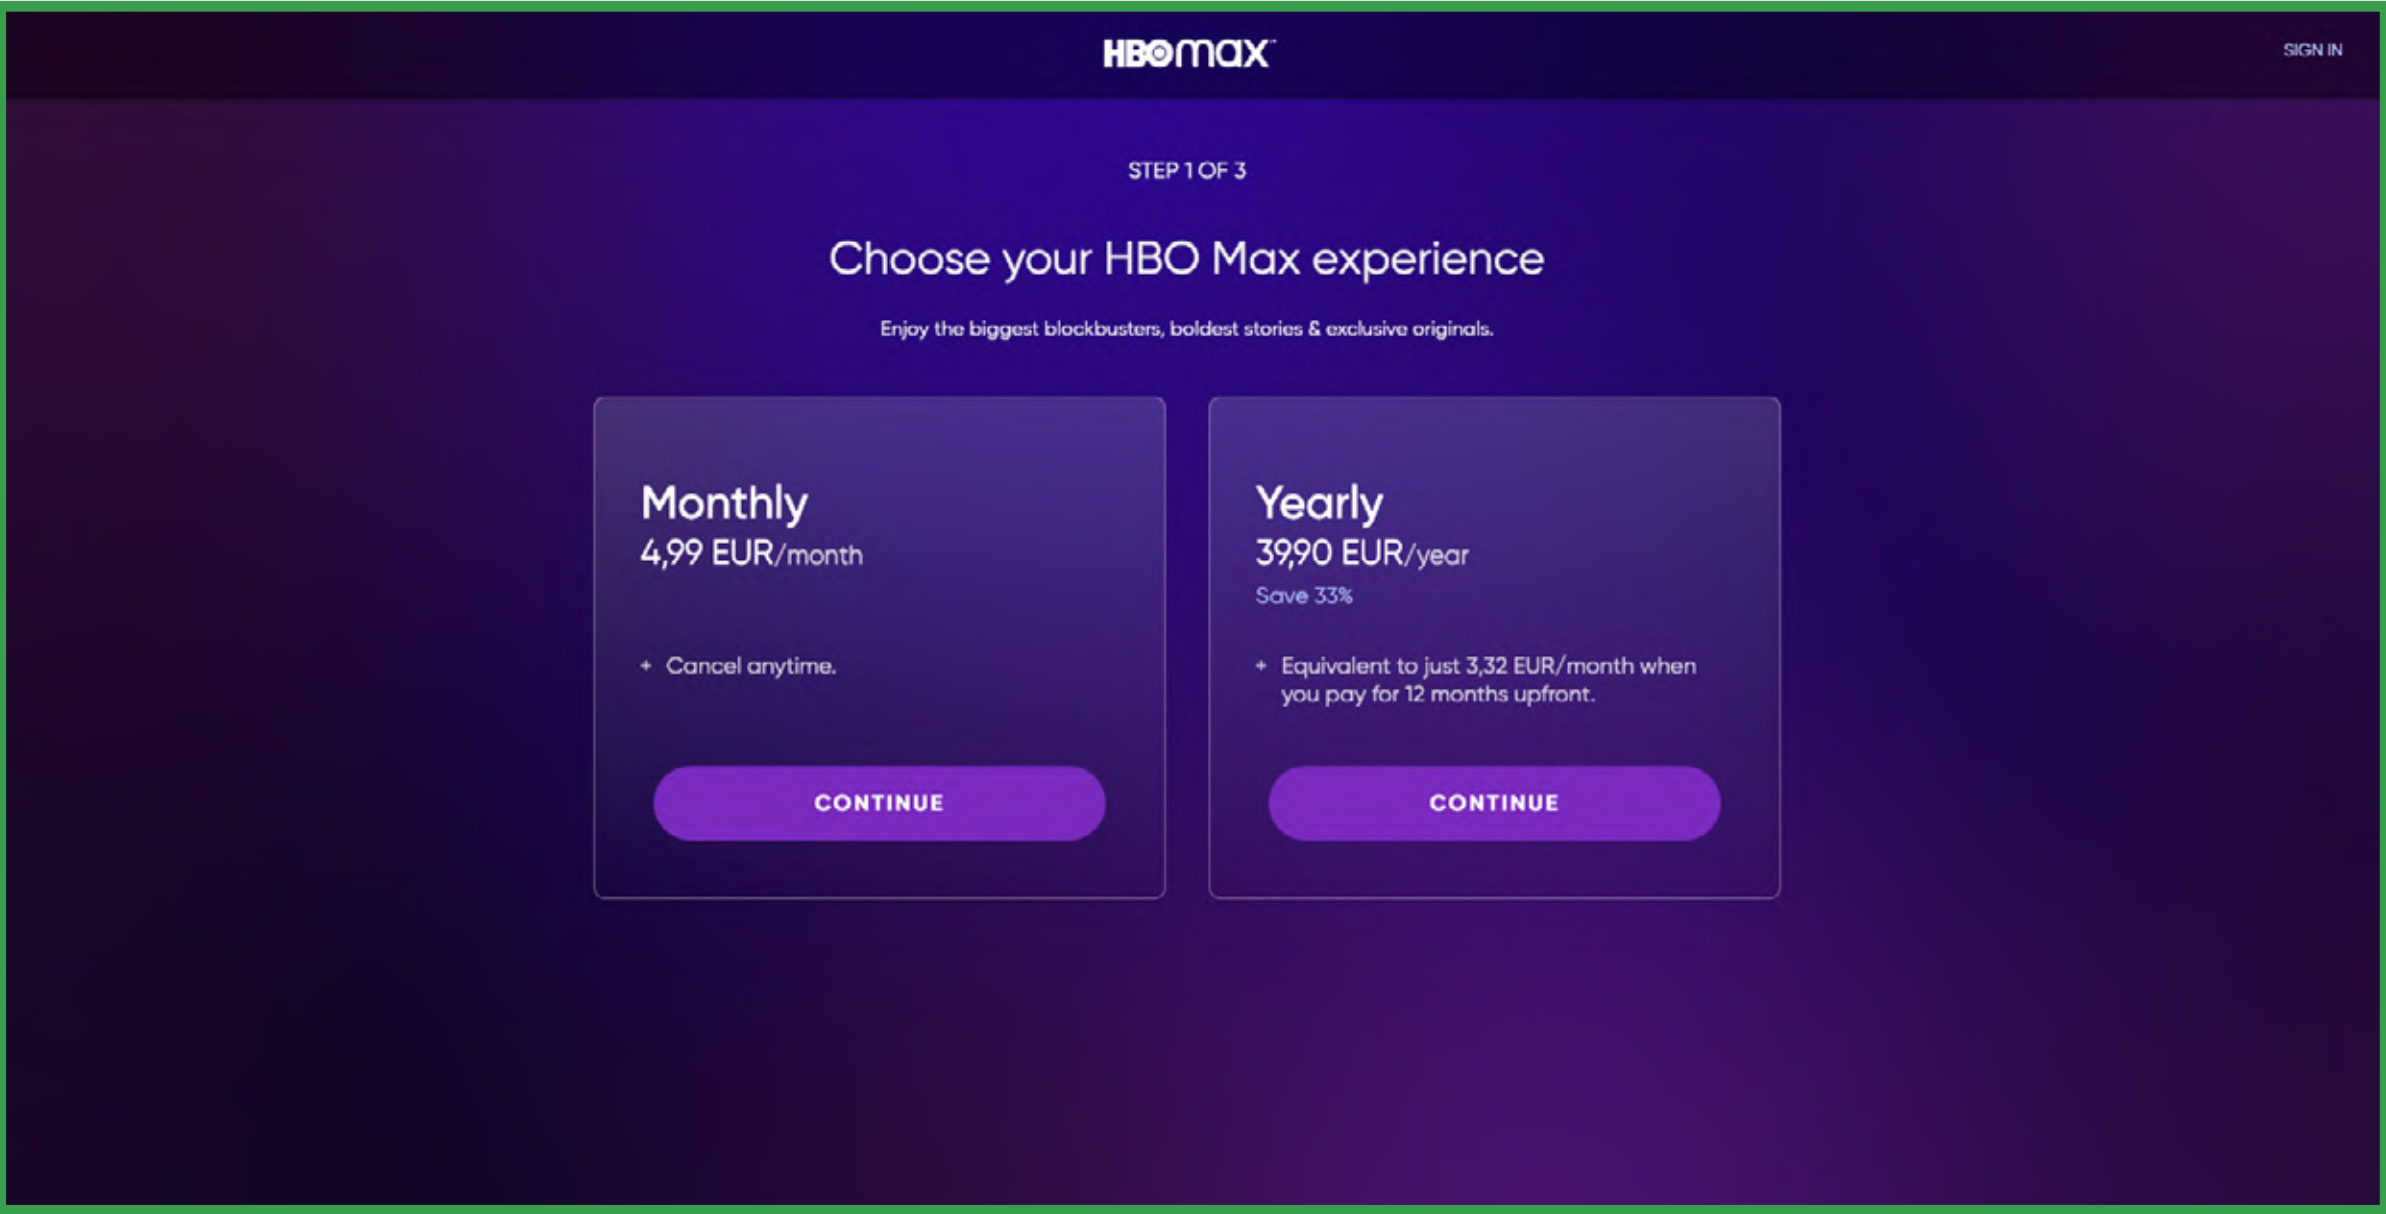 HBOmax™
SIGN IN
STEP 1 OF 3
Choose your HBO Max experience
Enjoy the biggest blockbusters, boldest stories & exclusive originals.
Monthly
4,99 EUR/month
+ Cancel anytime.
CONTINUE
Yearly
39,90 EUR/year
Save 33%
+ Equivalent to just 3,32 EUR/month when
you pay for 12 months upfront.
CONTINUE